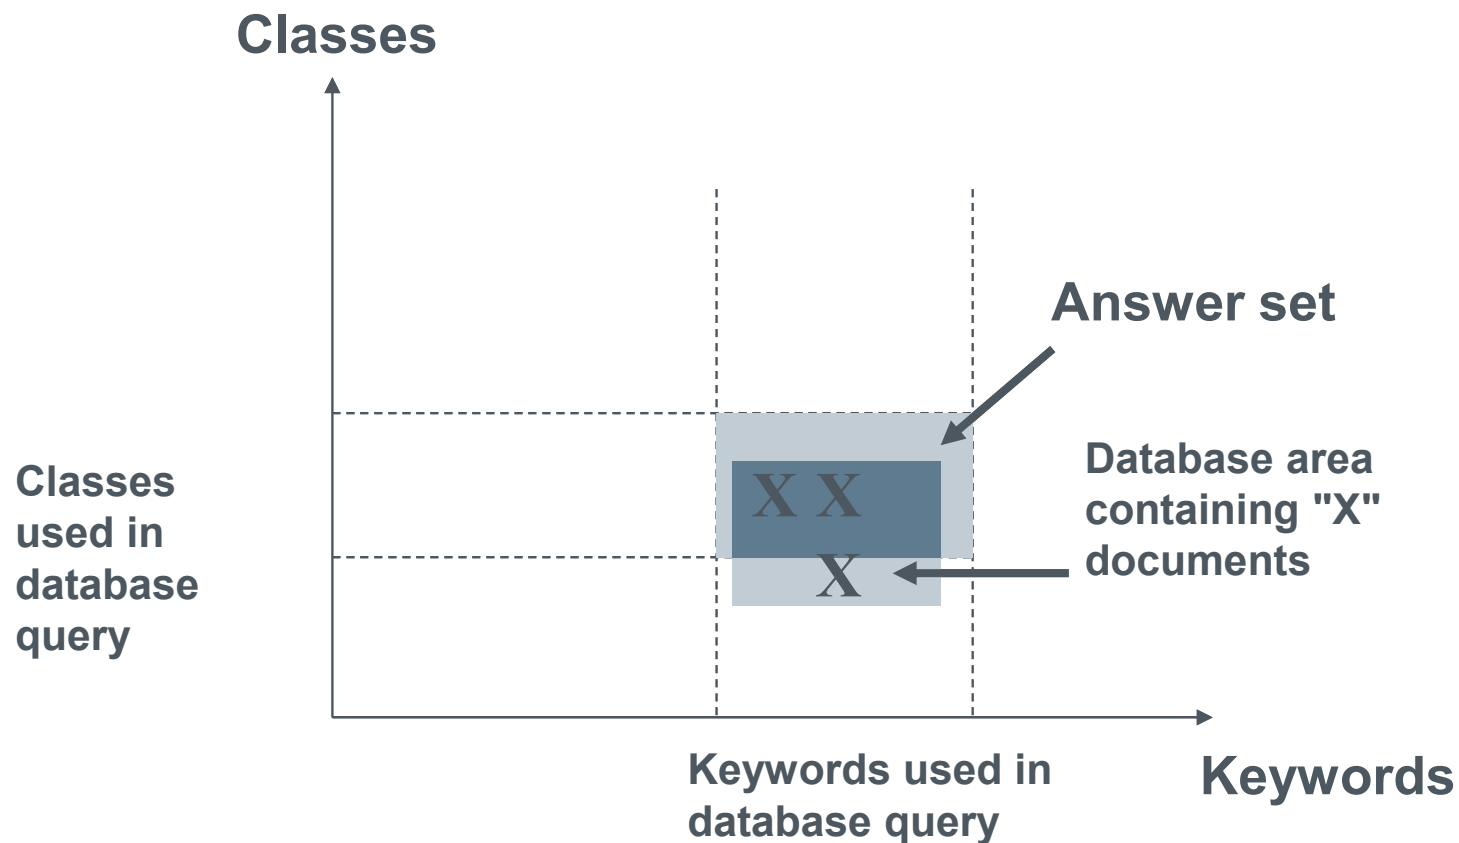 Classes
Answer set
Database area
containing "X"
documents
Classes
used in
database
query
X X
X
Keywords used in
database query
Keywords